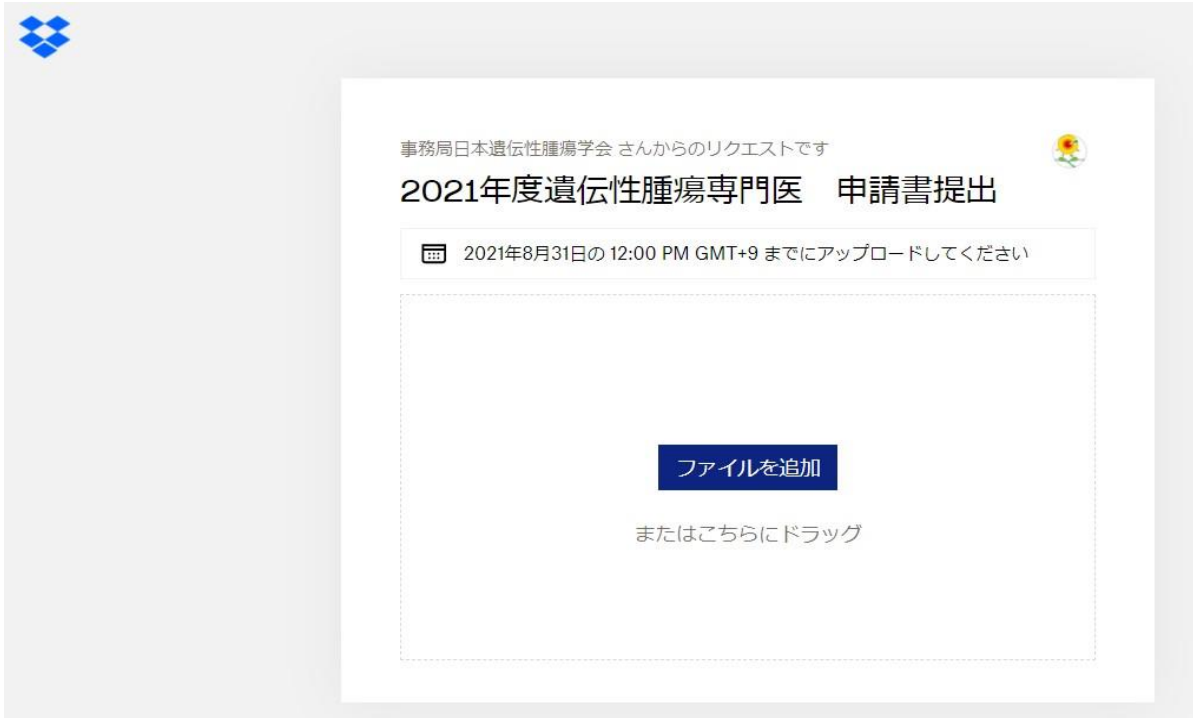 事務局日本遺伝性腫瘍学会 さんからのリクエストです
2021年度遺伝性腫瘍専門医　申請書提出
2021年8月31日の 12:00 PM GMT+9 までにアップロードしてください
ファイルを追加
またはこちらにドラッグ